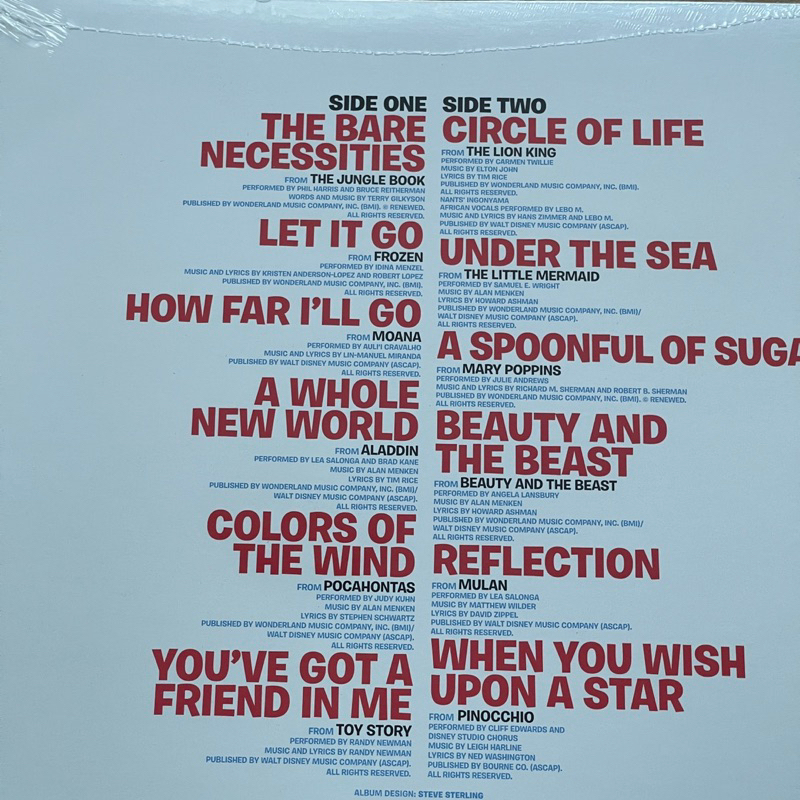 SIDE ONE
THE BARE
NECESSITIES
FROM THE JUNGLE BOOK
PERFORMED BY PHIL HARRIS AND BRUCE REITHERMAN
WORDS AND MUSIC BY TERRY GILKYSON
PUBLISHED BY WONDERLAND MUSIC COMPANY, INC. (BMI). © RENEWED.
ALL RIGHTS RESERVED.
LET IT GO
FROM FROZEN
PERFORMED BY IDINA MENZEL
MUSIC AND LYRICS BY KRISTEN ANDERSON-LOPEZ AND ROBERT LOPEZ
PUBLISHED BY WONDERLAND MUSIC COMPANY, INC. (BMI).
ALL RIGHTS RESERVED.
HOW FAR I'LL GO
FROM MOANA
PERFORMED BY AULI'I CRAVALHO
MUSIC AND LYRICS BY LIN-MANUEL MIRANDA
PUBLISHED BY WALT DISNEY MUSIC COMPANY (ASCAP).
ALL RIGHTS RESERVED.
A WHOLE
NEW WORLD
FROM ALADDIN
PERFORMED BY LEA SALONGA AND BRAD KANE
MUSIC BY ALAN MENKEN
LYRICS BY TIM RICE
PUBLISHED BY WONDERLAND MUSIC COMPANY, INC. (BMI)/
WALT DISNEY MUSIC COMPANY (ASCAP).
ALL RIGHTS RESERVED.
COLORS OF
THE WIND
FROM POCAHONTAS
PERFORMED BY JUDY KUHN
MUSIC BY ALAN MENKEN
LYRICS BY STEPHEN SCHWARTZ
PUBLISHED BY WONDERLAND MUSIC COMPANY, INC. (BMI)/
WALT DISNEY MUSIC COMPANY (ASCAP).
ALL RIGHTS RESERVED.
YOU'VE GOT A
FRIEND IN ME
FROM TOY STORY
PERFORMED BY RANDY NEWMAN
MUSIC AND LYRICS BY RANDY NEWMAN
PUBLISHED BY WALT DISNEY MUSIC COMPANY (ASCAP).
ALL RIGHTS RESERVED.
SIDE TWO
CIRCLE OF LIFE
FROM THE LION KING
PERFORMED BY CARMEN TWILLIE
MUSIC BY ELTON JOHN
LYRICS BY TIM RICE
PUBLISHED BY WONDERLAND MUSIC COMPANY, INC. (BMI).
ALL RIGHTS RESERVED.
NANTS' INGONYAMA
AFRICAN VOCALS PERFORMED BY LEBO M.
MUSIC AND LYRICS BY HANS ZIMMER AND LEBO M.
PUBLISHED BY WALT DISNEY MUSIC COMPANY (ASCAP).
ALL RIGHTS RESERVED.
UNDER THE SEA
FROM THE LITTLE MERMAID
PERFORMED BY SAMUEL E. WRIGHT
MUSIC BY ALAN MENKEN
LYRICS BY HOWARD ASHMAN
PUBLISHED BY WONDERLAND MUSIC COMPANY, INC. (BMI)/
WALT DISNEY MUSIC COMPANY (ASCAP).
ALL RIGHTS RESERVED.
A SPOONFUL OF SUGA
FROM MARY POPPINS
PERFORMED BY JULIE ANDREWS
MUSIC AND LYRICS BY RICHARD M. SHERMAN AND ROBERT B. SHERMAN
PUBLISHED BY WONDERLAND MUSIC COMPANY, INC. (BMI). © RENEWED.
ALL RIGHTS RESERVED.
BEAUTY AND
THE BEAST
FROM BEAUTY AND THE BEAST
PERFORMED BY ANGELA LANSBURY
MUSIC BY ALAN MENKEN
LYRICS BY HOWARD ASHMAN
PUBLISHED BY WONDERLAND MUSIC COMPANY, INC. (BMI)/
WALT DISNEY MUSIC COMPANY (ASCAP).
ALL RIGHTS RESERVED.
REFLECTION
FROM MULAN
PERFORMED BY LEA SALONGA
MUSIC BY MATTHEW WILDER
LYRICS BY DAVID ZIPPEL
PUBLISHED BY WALT DISNEY MUSIC COMPANY (ASCAP).
ALL RIGHTS RESERVED.
WHEN YOU WISH
UPON A STAR
FROM PINOCCHIO
PERFORMED BY CLIFF EDWARDS AND
DISNEY STUDIO CHORUS
MUSIC BY LEIGH HARLINE
LYRICS BY NED WASHINGTON
PUBLISHED BY BOURNE CO. (ASCAP).
ALL RIGHTS RESERVED.
ALBUM DESIGN: STEVE STERLING